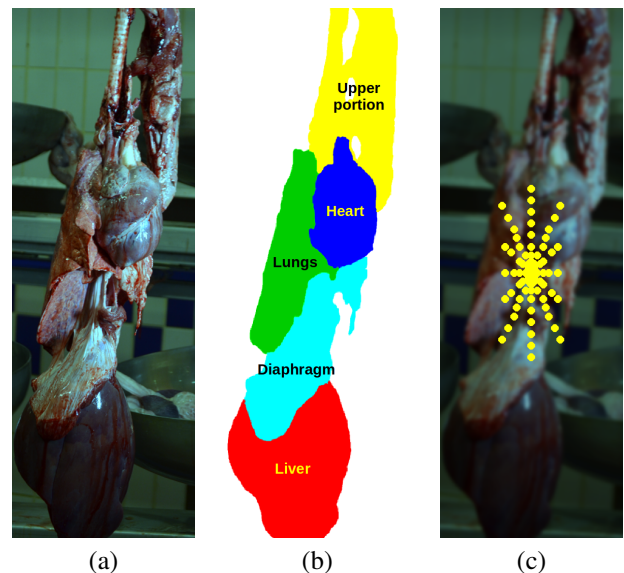 Upper
portion
Heart
Lungs
Diaphragm
Liver
(a)
(b)
(c)